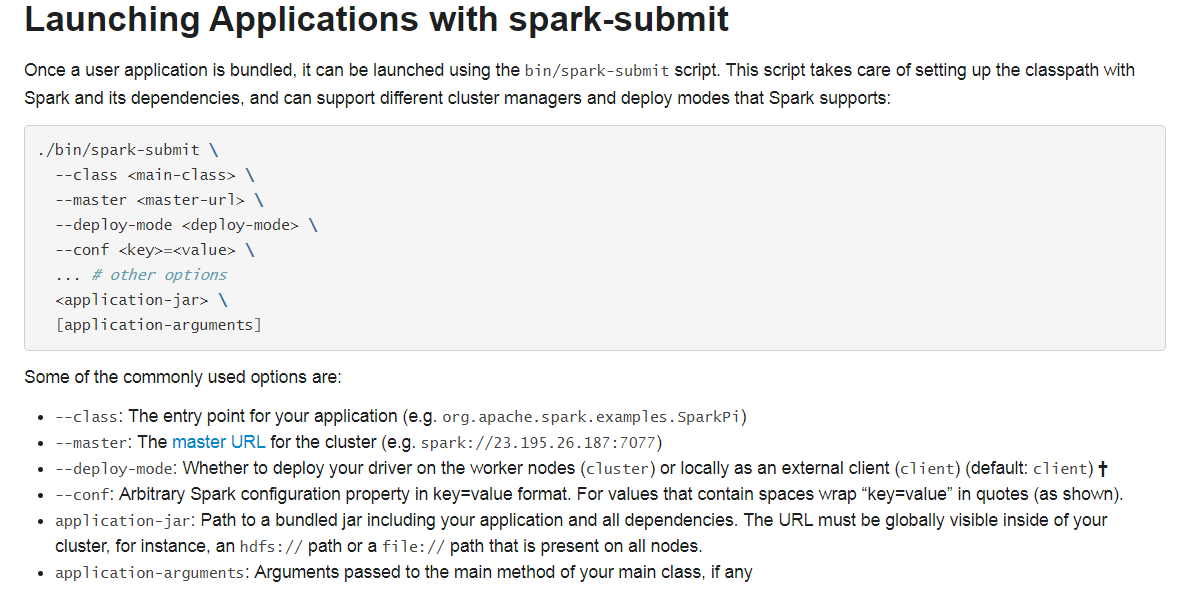 Launching Applications with spark-submit
Once a user application is bundled, it can be launched using the bin/spark-submit script. This script takes care of setting up the classpath with
Spark and its dependencies, and can support different cluster managers and deploy modes that Spark supports:
./bin/spark-submit \
  --class <main-class> \
  --master <master-url> \
  --deploy-mode <deploy-mode> \
  --conf <key>=<value> \
  ... # other options
  <application-jar> \
  [application-arguments]
Some of the commonly used options are:
• --class: The entry point for your application (e.g. org.apache.spark.examples.SparkPi)
• --master: The master URL for the cluster (e.g. spark://23.195.26.187:7077)
• --deploy-mode: Whether to deploy your driver on the worker nodes (cluster) or locally as an external client (client) (default: client) †
• --conf: Arbitrary Spark configuration property in key=value format. For values that contain spaces wrap “key=value” in quotes (as shown).
• application-jar: Path to a bundled jar including your application and all dependencies. The URL must be globally visible inside of your
cluster, for instance, an hdfs:// path or a file:// path that is present on all nodes.
• application-arguments: Arguments passed to the main method of your main class, if any